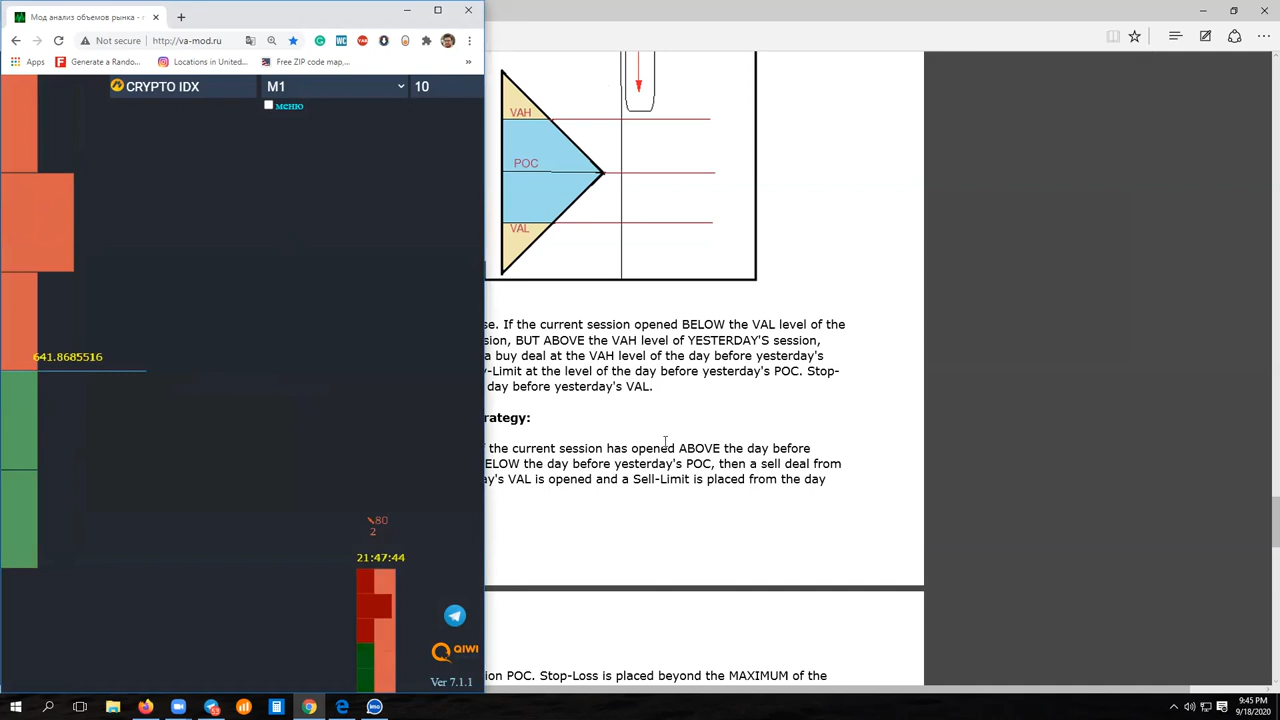 Мод анализ объемов рынка -
Not secure | http://va-mod.ru
Apps
Generate a Rando...
Locations in United...
Free ZIP code map,...
»
CRYPTO IDX
M1
10
меню
641.8685516
80
2
21:47:44
QIWI
Ver 7.1.1
VAH
POC
VAL
se. If the current session opened BELOW the VAL level of the
sion, BUT ABOVE the VAH level of YESTERDAY'S session,
a buy deal at the VAH level of the day before yesterday's
y-Limit at the level of the day before yesterday's POC. Stop-
day before yesterday's VAL.
rategy:
f the current session has opened ABOVE the day before
ELOW the day before yesterday's POC, then a sell deal from
ay's VAL is opened and a Sell-Limit is placed from the day
ion POC. Stop-Loss is placed beyond the MAXIMUM of the
9:45 PM
9/18/2020